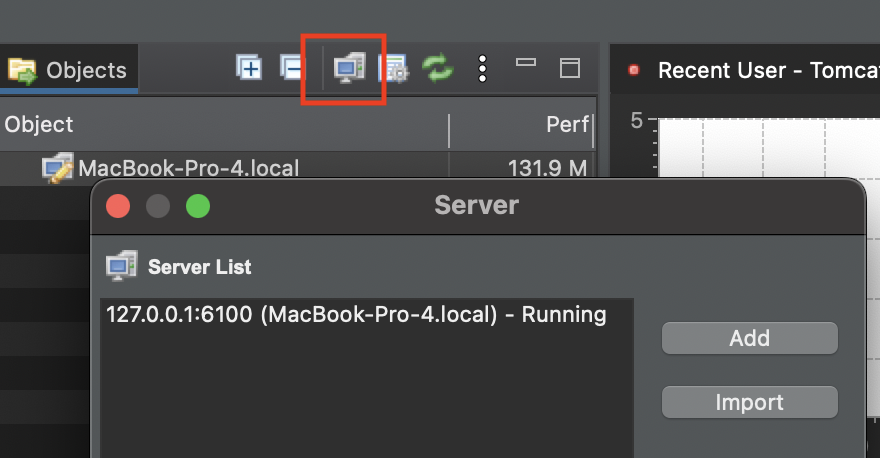 Objects
Recent User - Tomca
Object
Perf
5
MacBook-Pro-4.local
131.9 M
Server
Server List
127.0.0.1:6100 (MacBook-Pro-4.local) - Running
Add
Import